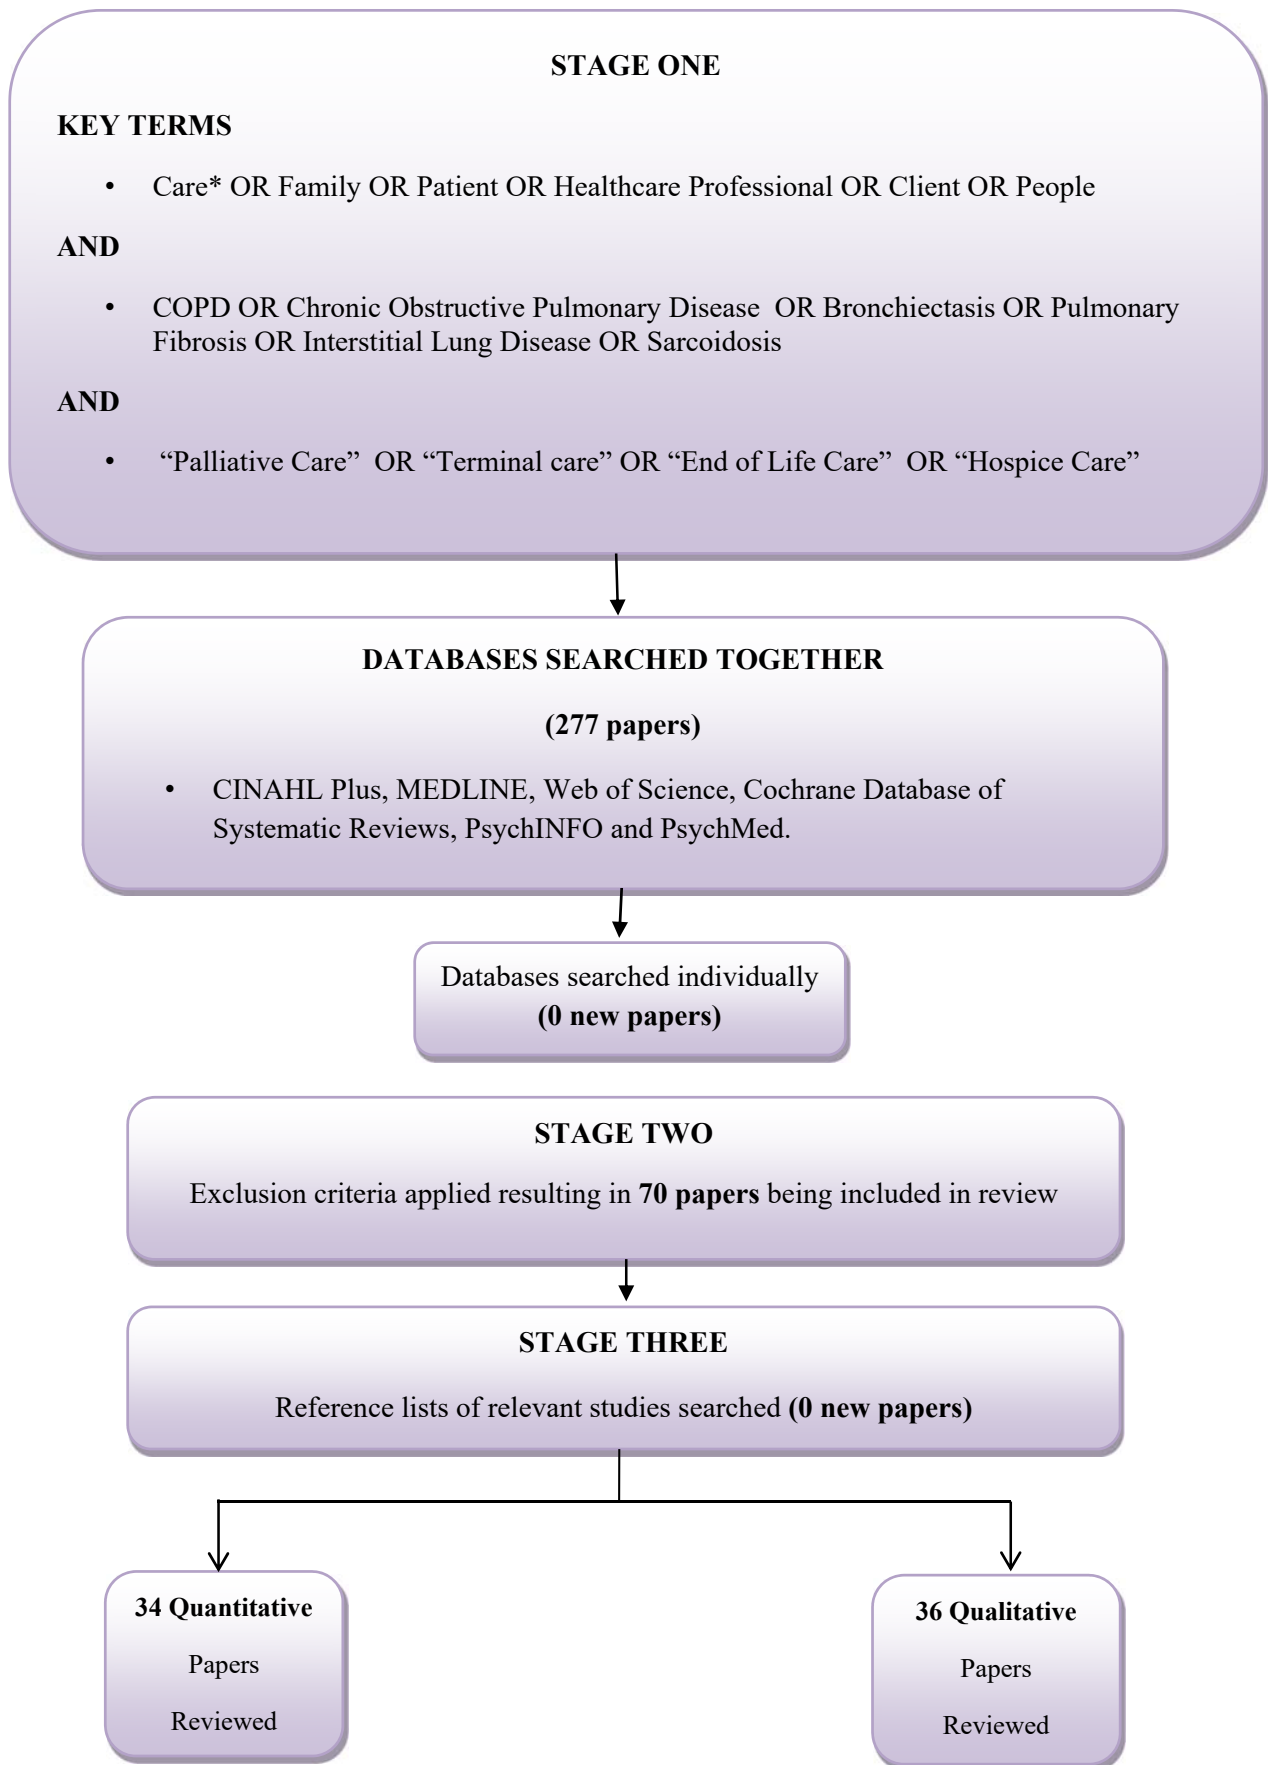 STAGE ONE
KEY TERMS
• Care* OR Family OR Patient OR Healthcare Professional OR Client OR People
AND
• COPD OR Chronic Obstructive Pulmonary Disease OR Bronchiectasis OR Pulmonary
Fibrosis OR Interstitial Lung Disease OR Sarcoidosis
AND
• “Palliative Care” OR “Terminal care” OR “End of Life Care” OR “Hospice Care”
DATABASES SEARCHED TOGETHER
(277 papers)
• CINAHL Plus, MEDLINE, Web of Science, Cochrane Database of
Systematic Reviews, PsychINFO and PsychMed.
Databases searched individually
(0 new papers)
STAGE TWO
Exclusion criteria applied resulting in 70 papers being included in review
STAGE THREE
Reference lists of relevant studies searched (0 new papers)
34 Quantitative
Papers
Reviewed
36 Qualitative
Papers
Reviewed